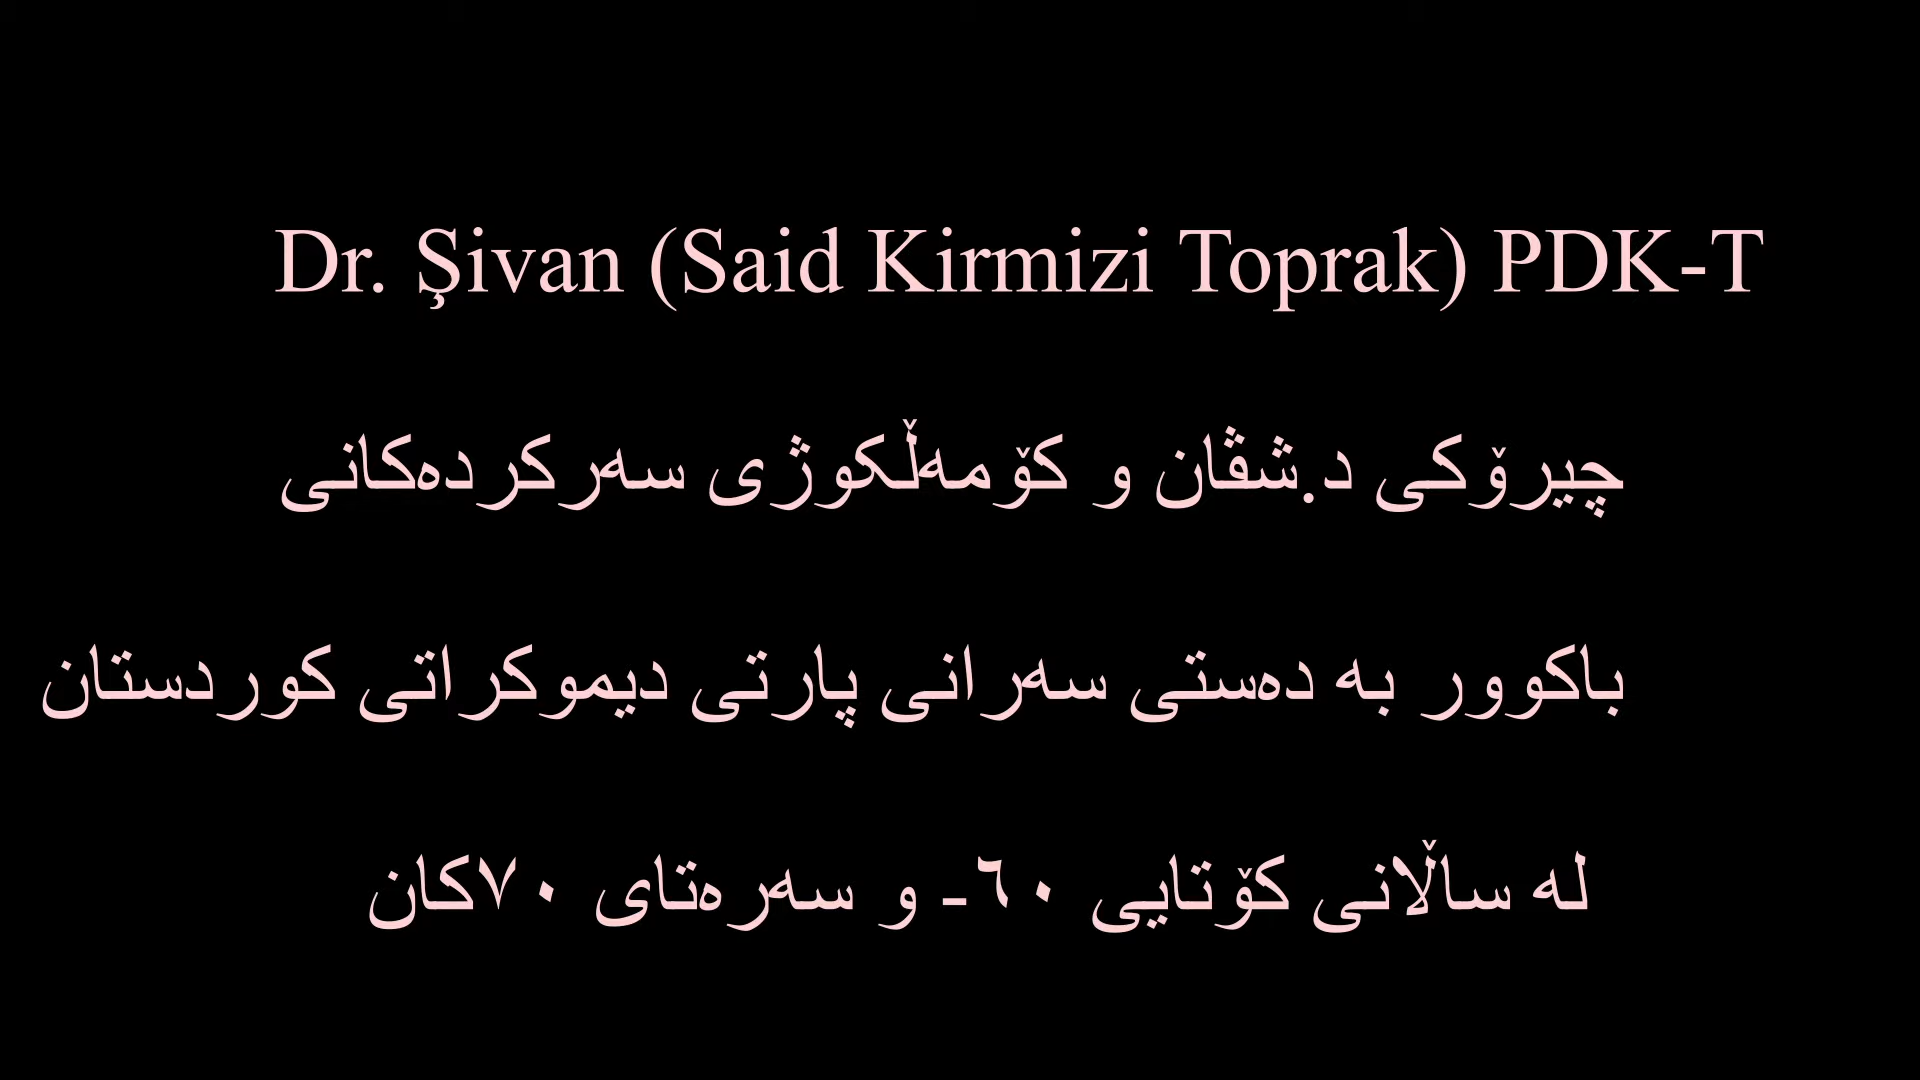 Dr. Şivan (Said Kirmizi Toprak) PDK-T
چیرۆکی د.شڤان و کۆمەڵکوژی سەرکردەکانی
باکوور بە دەستی سەرانی پارتی دیموکراتی کوردستان
لە ساڵانی کۆتایی ٦٠- و سەرەتای ٧٠کان